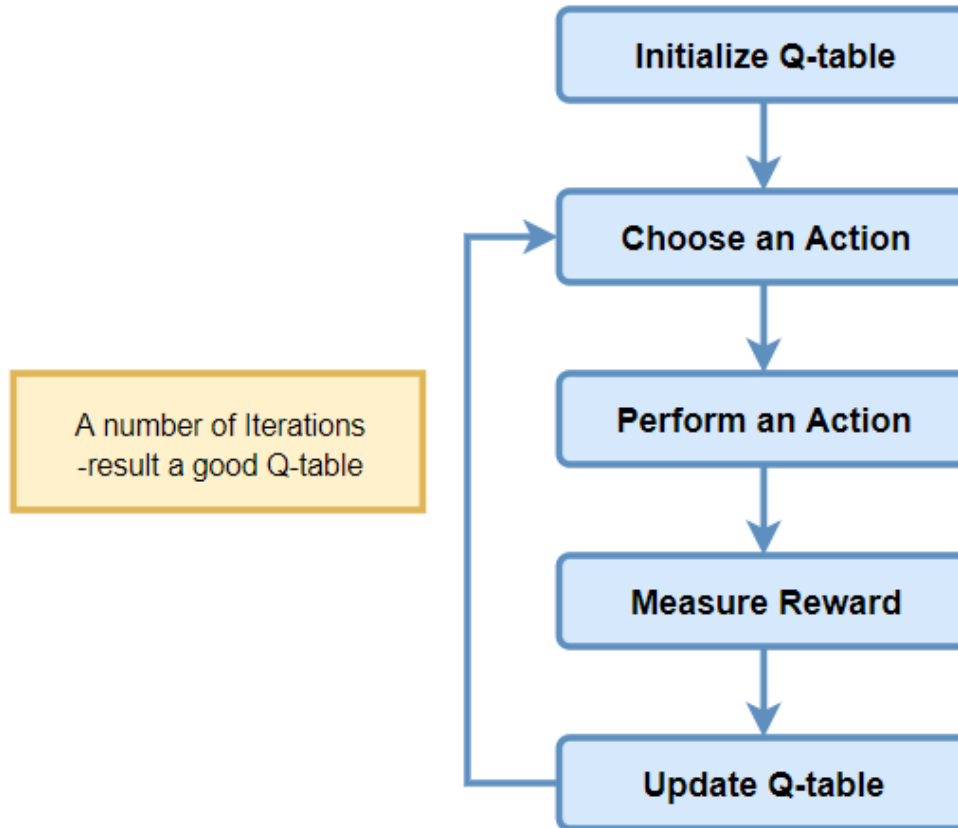 Initialize Q-table
Choose an Action
Perform an Action
A number of Iterations
-result a good Q-table
Measure Reward
Update Q-table